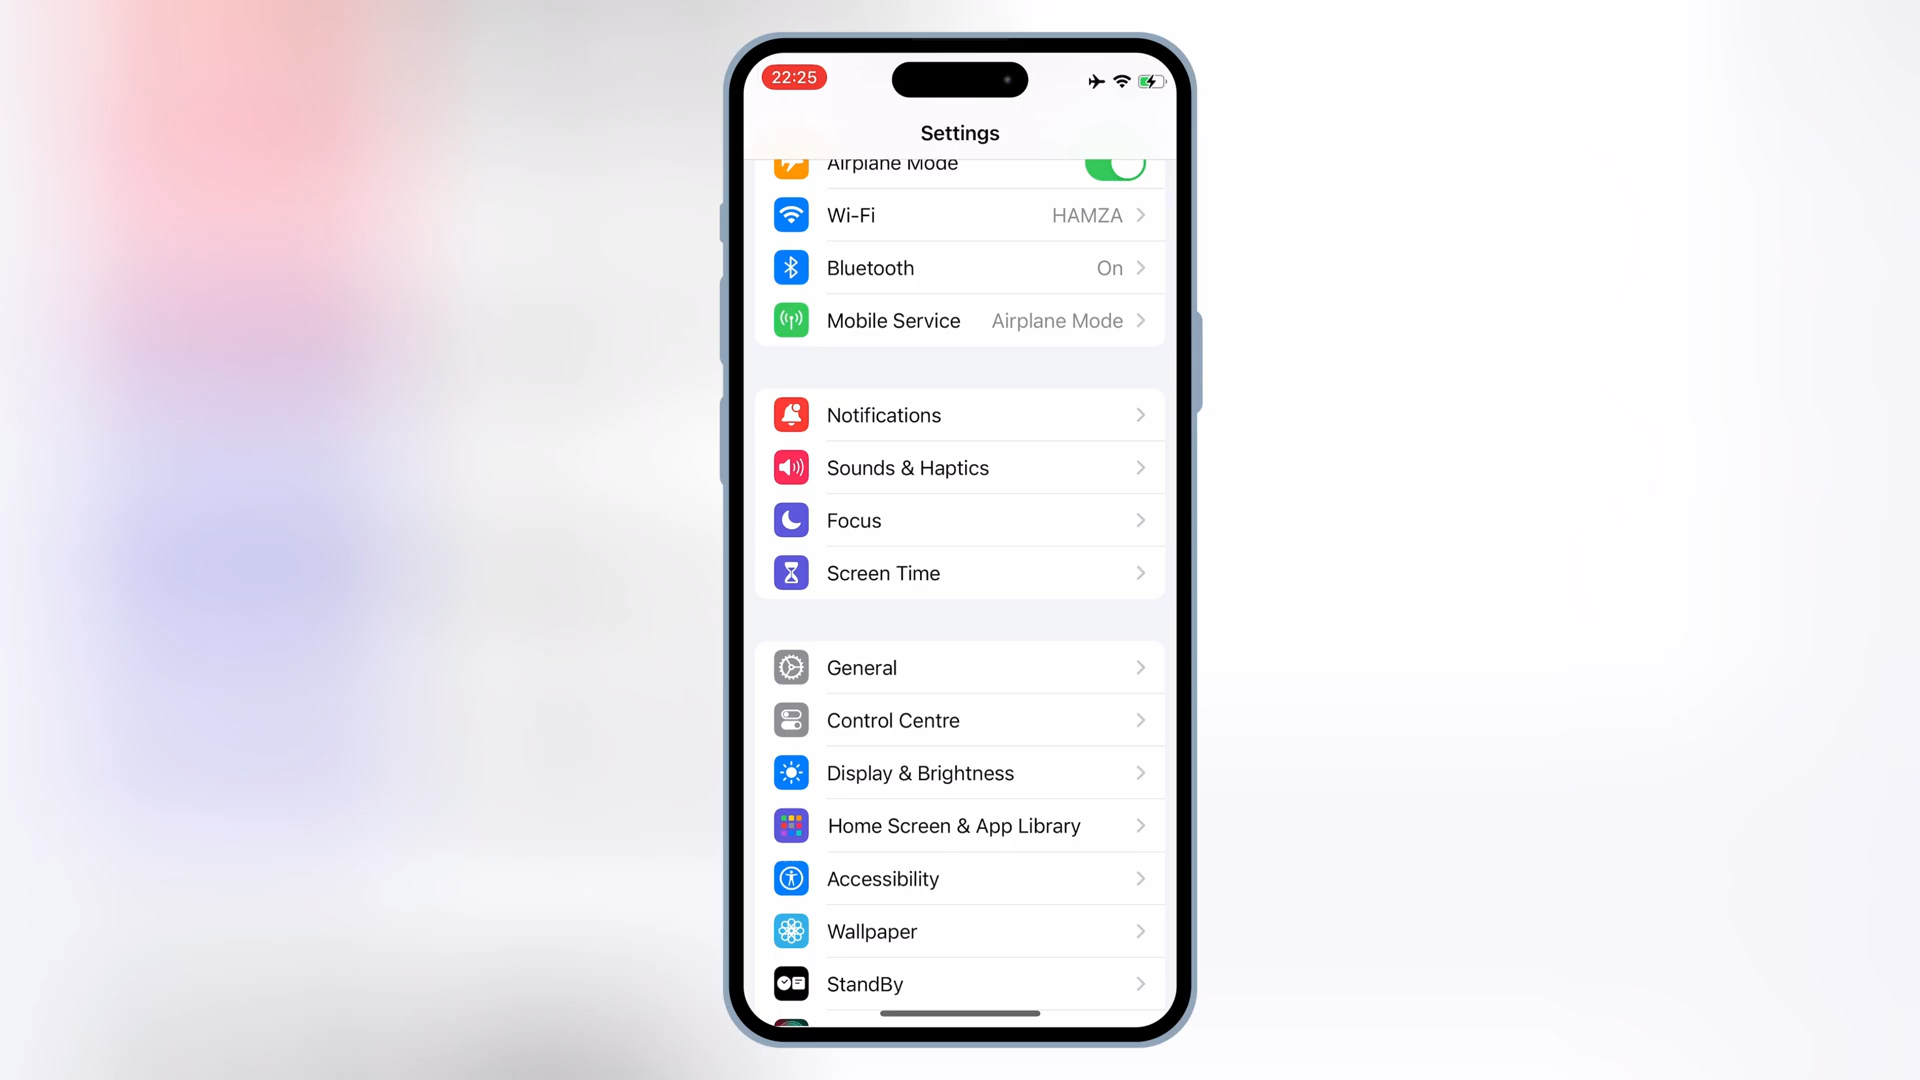 22:25
Settings
Airplane Mode
Wi-Fi HAMZA
Bluetooth On
Mobile Service Airplane Mode
Notifications
Sounds & Haptics
Focus
Screen Time
General
Control Centre
Display & Brightness
Home Screen & App Library
Accessibility
Wallpaper
StandBy